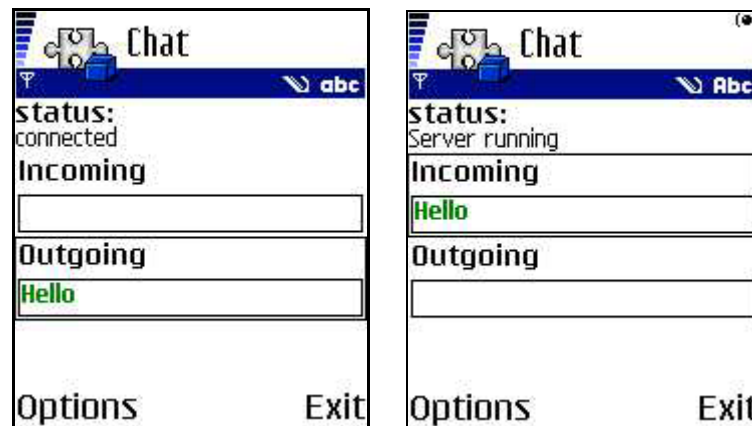 Chat
abc
status:
connected
Incoming
Outgoing
Hello
Options Exit
Chat
Abc
status:
Server running
Incoming
Hello
Outgoing
Options Exit